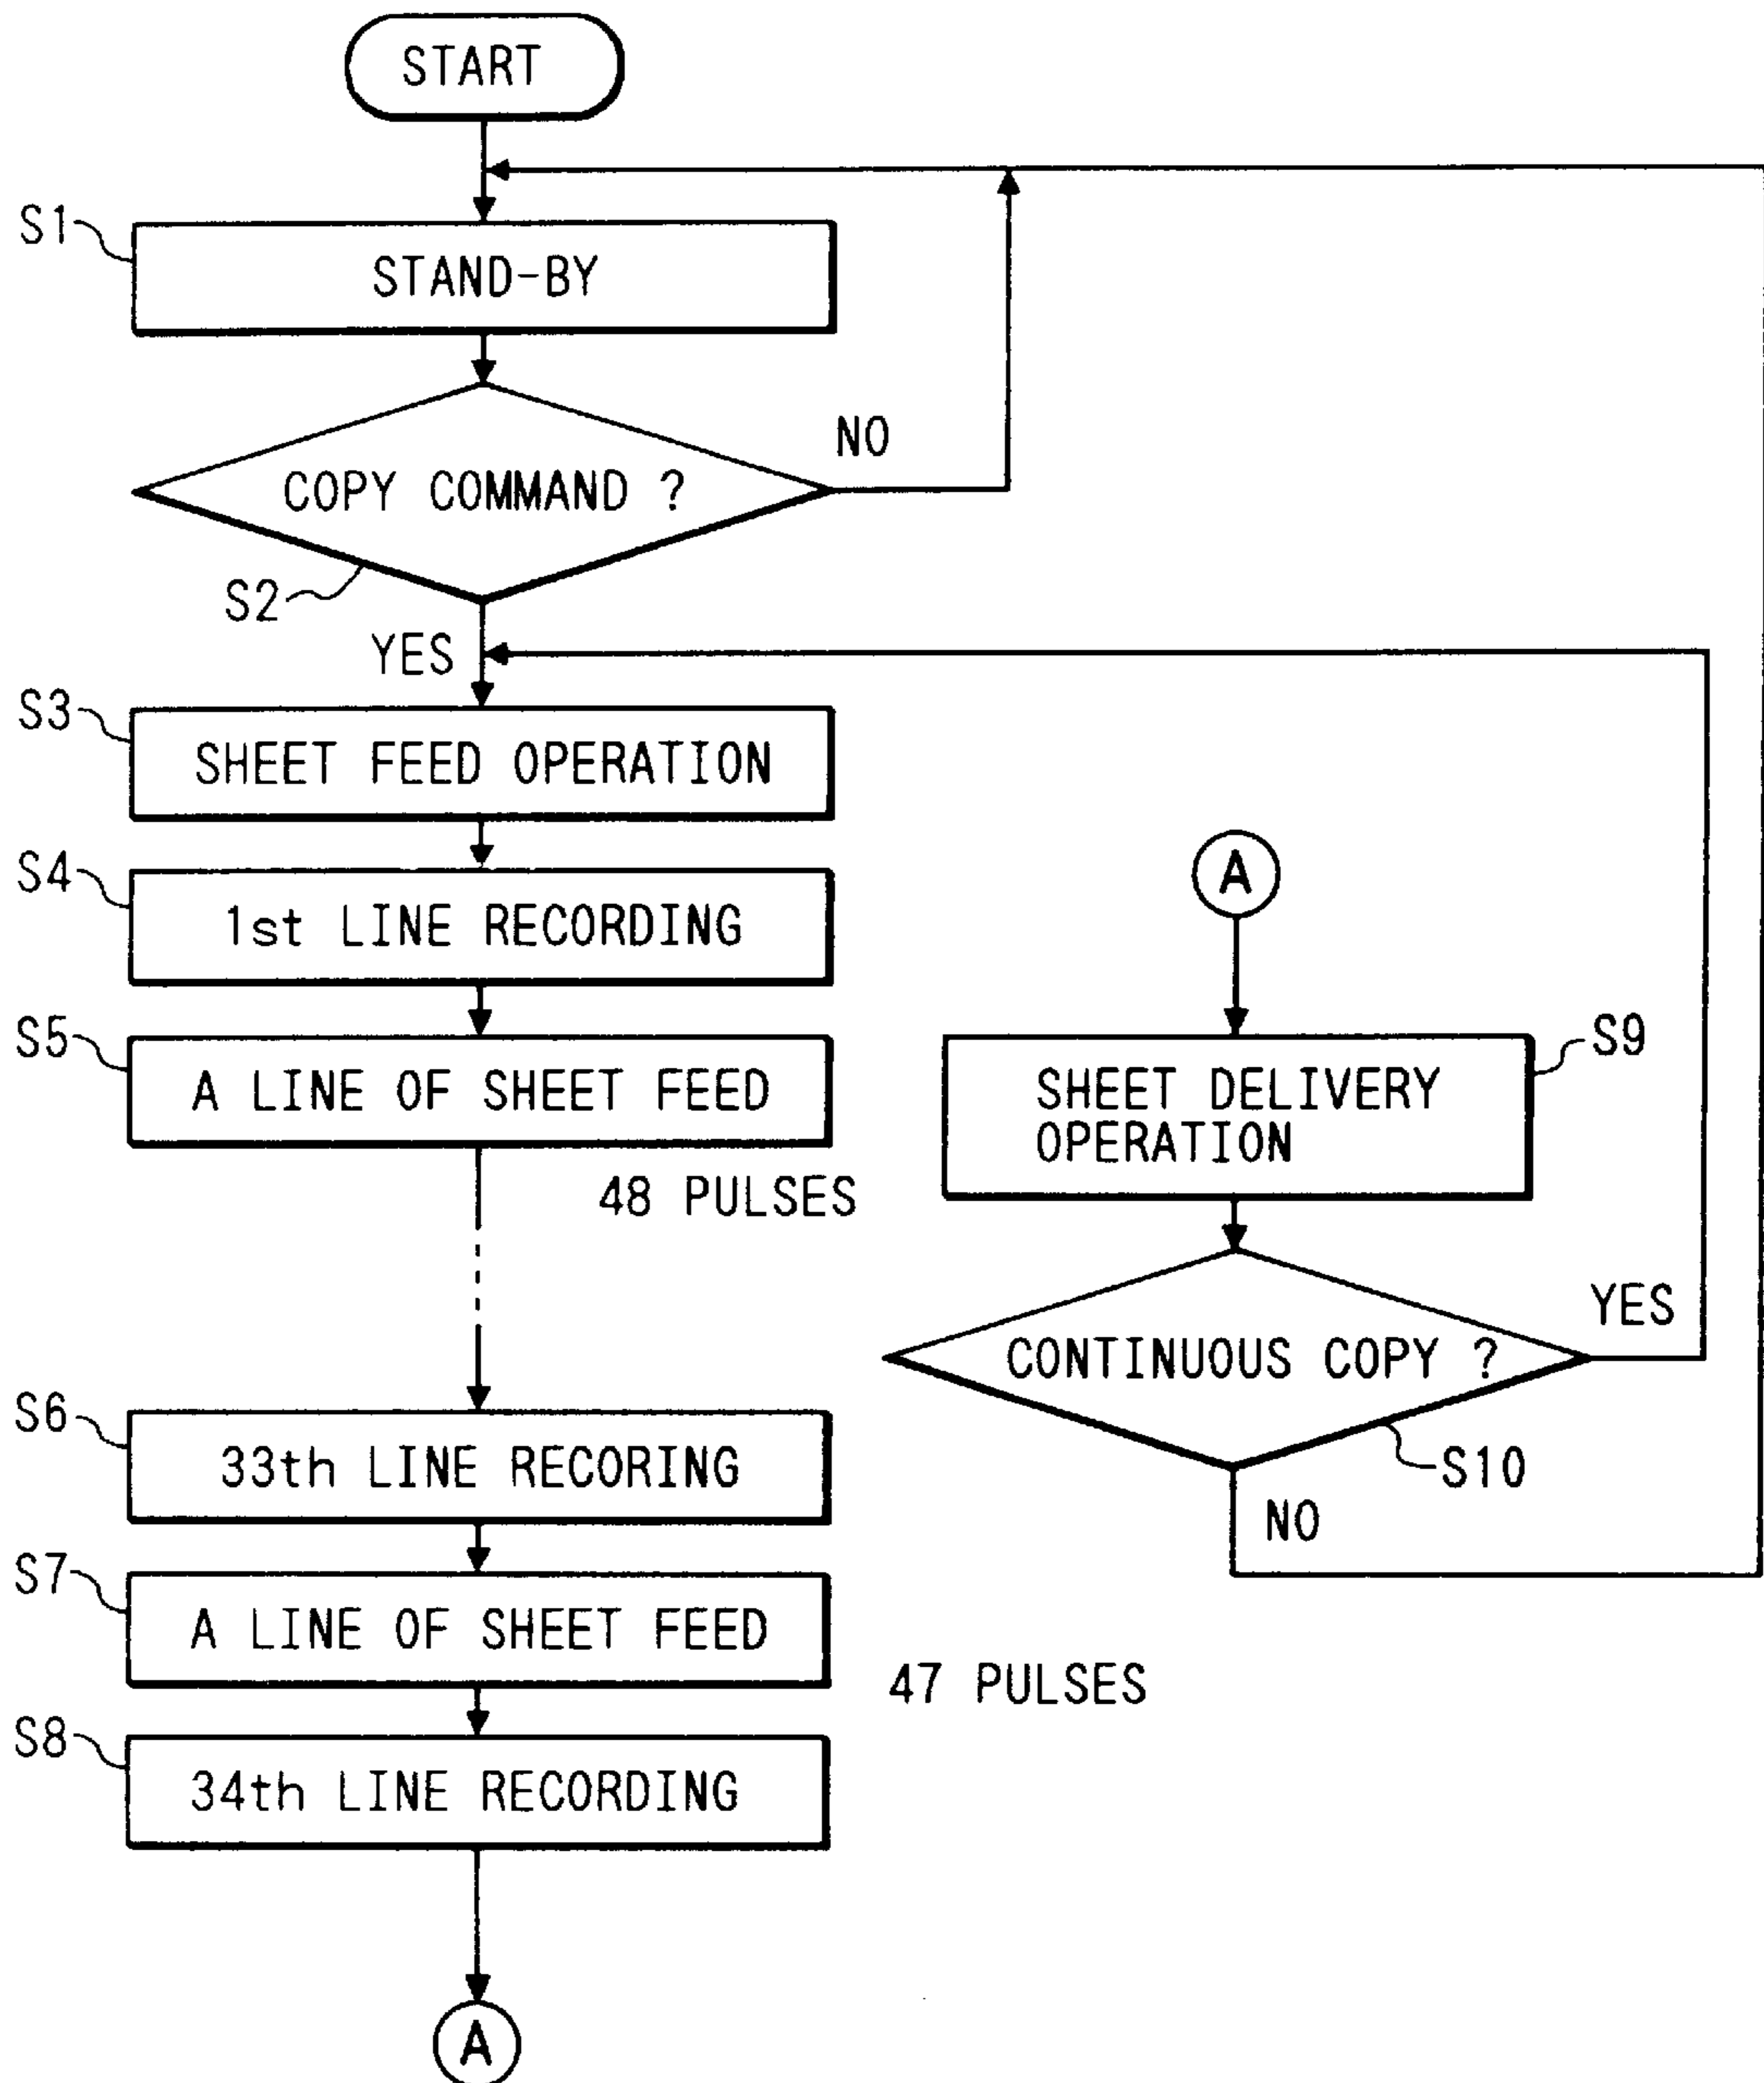 START
S1
STAND-BY
COPY COMMAND ?
NO
S2
YES
S3
SHEET FEED OPERATION
S4
1st LINE RECORDING
S5
A LINE OF SHEET FEED
48 PULSES
S6
33th LINE RECORING
S7
A LINE OF SHEET FEED
47 PULSES
S8
34th LINE RECORDING
A
A
S9
SHEET DELIVERY
OPERATION
CONTINUOUS COPY ?
YES
S10
NO